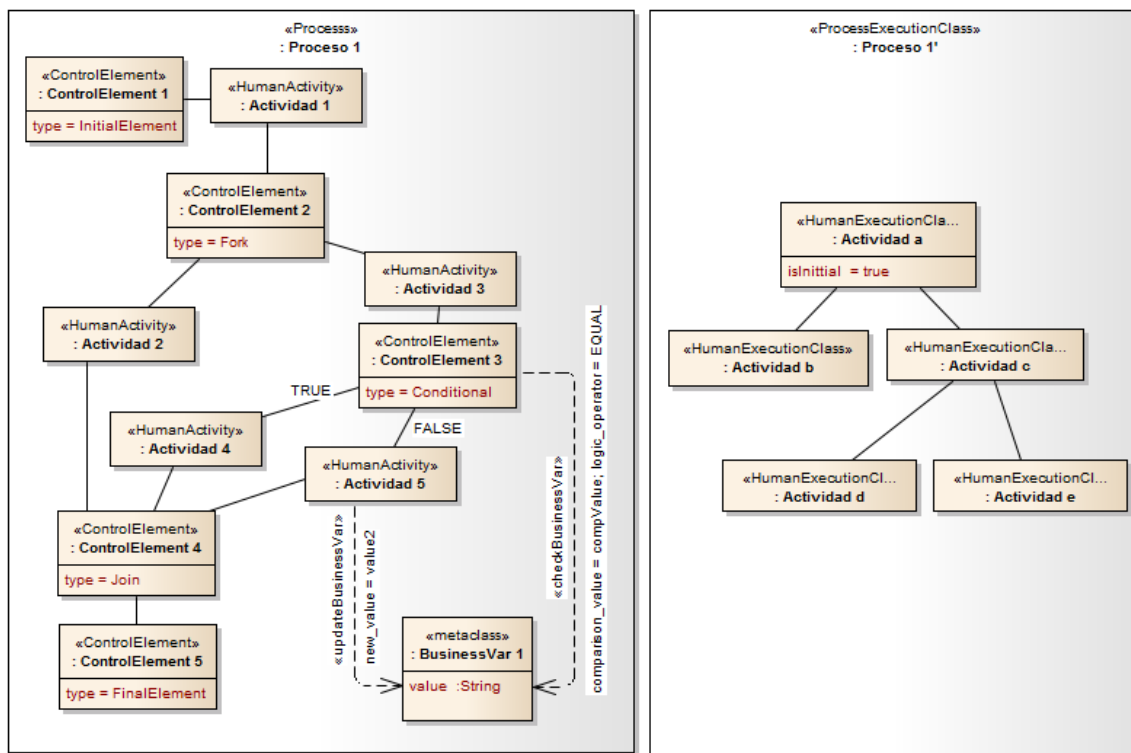 «Processs»
: Proceso 1
«ControlElement»
: ControlElement 1
type = InitialElement
«HumanActivity»
: Actividad 1
«ControlElement»
: ControlElement 2
type = Fork
«HumanActivity»
: Actividad 3
«HumanActivity»
: Actividad 2
«ControlElement»
: ControlElement 3
type = Conditional
TRUE
FALSE
«HumanActivity»
: Actividad 4
«HumanActivity»
: Actividad 5
«ControlElement»
: ControlElement 4
type = Join
«updateBusinessVar»
new_value = value2
«checkBusinessVar»
comparison_value = compValue; logic_operator = EQUAL
«ControlElement»
: ControlElement 5
type = FinalElement
«metaclass»
: BusinessVar 1
value :String
«ProcessExecutionClass»
: Proceso 1'
«HumanExecutionCla...
: Actividad a
isInittial = true
«HumanExecutionClass»
: Actividad b
«HumanExecutionCla...
: Actividad c
«HumanExecutionCl...
: Actividad d
«HumanExecutionCl...
: Actividad e